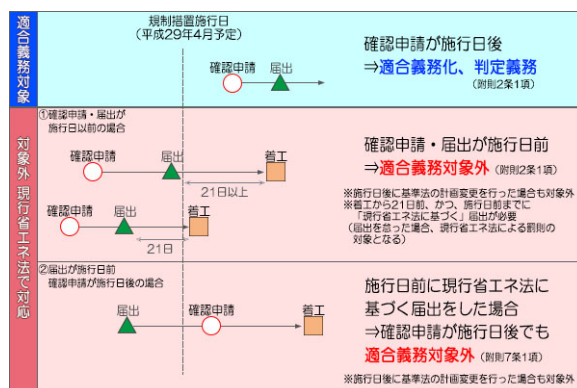 適合義務対象
規制措置施行日
(平成29年4月予定)
確認申請 届出
確認申請が施行日後
⇒適合義務化、判定義務
(附則2条1項)
対象外 現行省エネ法で対応
①確認申請・届出が
施行日以前の場合
確認申請 届出 着工
21日以上
確認申請 届出 着工
21日
確認申請・届出が施行日前
⇒適合義務対象外(附則2条1項)
※施行日後に基準法の計画変更を行った場合も対象外
※着工から21日前、かつ、施行日前までに
「現行省エネ法に基づく」届出が必要
(届出を怠った場合、現行省エネ法による罰則の
対象となる)
②届出が施行日前
確認申請が施行日後の場合
届出 確認申請 着工
施行日前に現行省エネ法に
基づく届出をした場合
⇒確認申請が施行日後でも
適合義務対象外(附則7条1項)
※施行日後に基準法の計画変更を行った場合も対象外